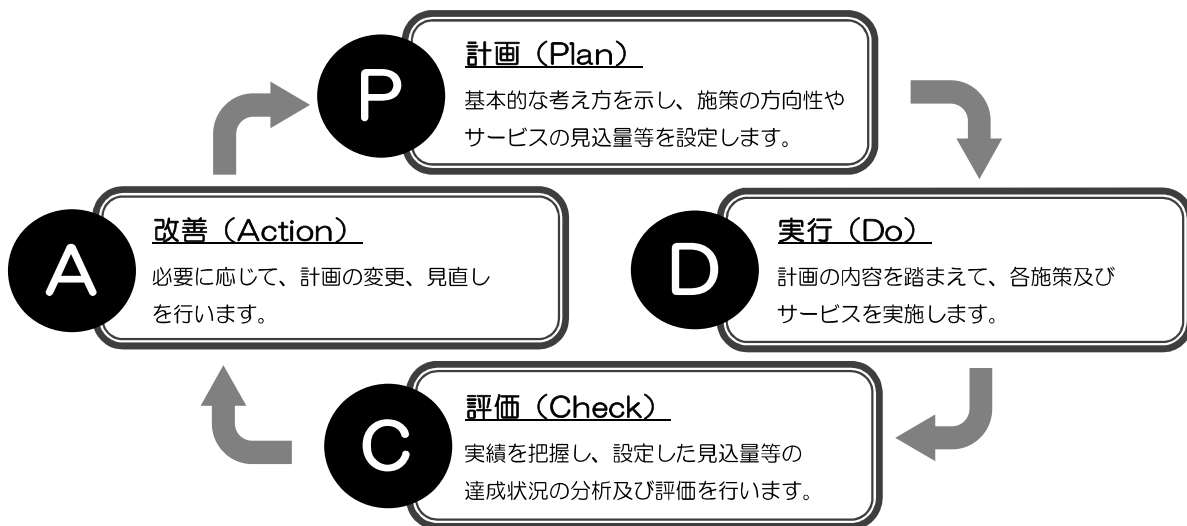 P
計画（Plan）
基本的な考え方を示し、施策の方向性や
サービスの見込量等を設定します。
D
実行（Do）
計画の内容を踏まえて、各施策及び
サービスを実施します。
C
評価（Check）
実績を把握し、設定した見込量等の
達成状況の分析及び評価を行います。
A
改善（Action）
必要に応じて、計画の変更、見直し
を行います。